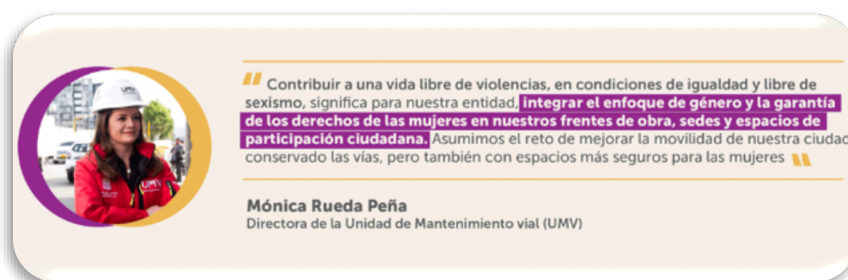 UMV
UMV
" Contribuir a una vida libre de violencias, en condiciones de igualdad y libre de
sexismo, significa para nuestra entidad, integrar el enfoque de género y la garantía
de los derechos de las mujeres en nuestros frentes de obra, sedes y espacios de
participación ciudadana. Asumimos el reto de mejorar la movilidad de nuestra ciudad
conservado las vías, pero también con espacios más seguros para las mujeres "
Mónica Rueda Peña
Directora de la Unidad de Mantenimiento vial (UMV)